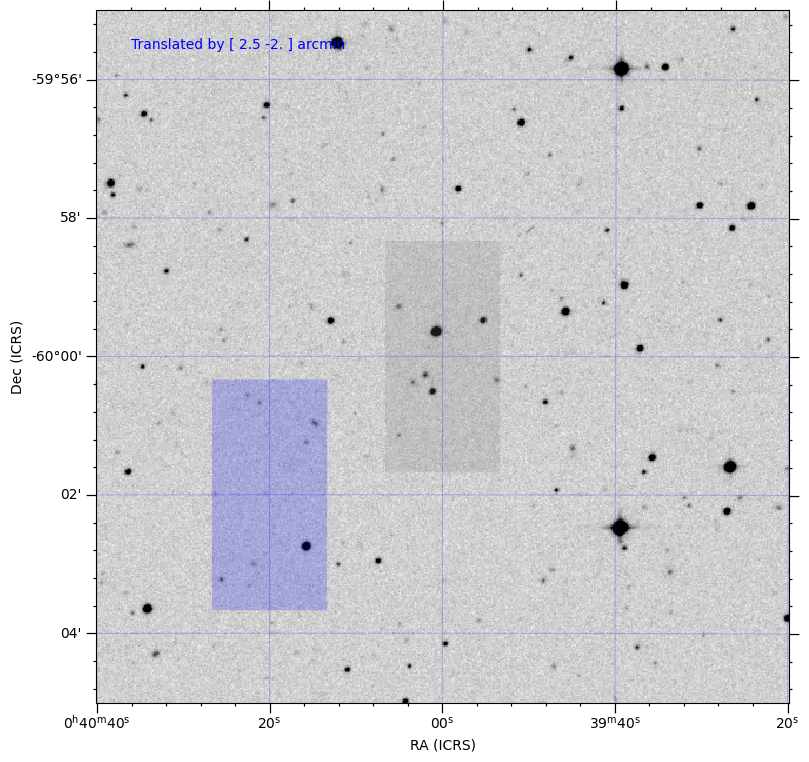 Translated by [ 2.5 -2. ] arcmin
-59°56'
58'
-60°00'
02'
04'
Dec (ICRS)
0ʰ40ᵐ40ˢ 20ˢ 00ˢ 39ᵐ40ˢ 20ˢ
RA (ICRS)